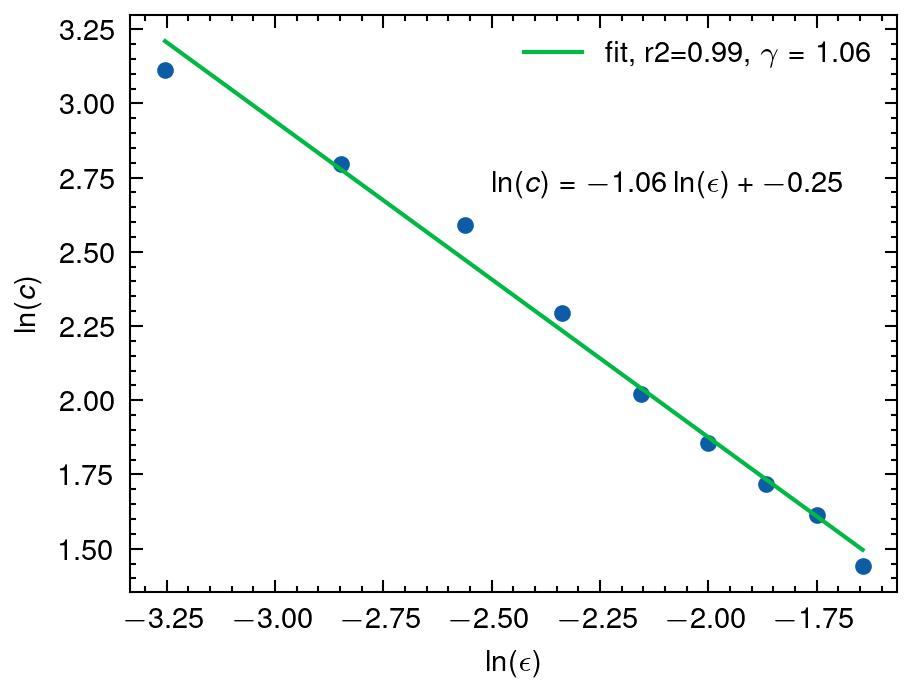 3.25
fit, r2=0.99, γ = 1.06
3.00
2.75
ln(c) = −1.06 ln(ϵ) + −0.25
2.50
ln(c)
2.25
2.00
1.75
1.50
−3.25 −3.00 −2.75 −2.50 −2.25 −2.00 −1.75
ln(ϵ)